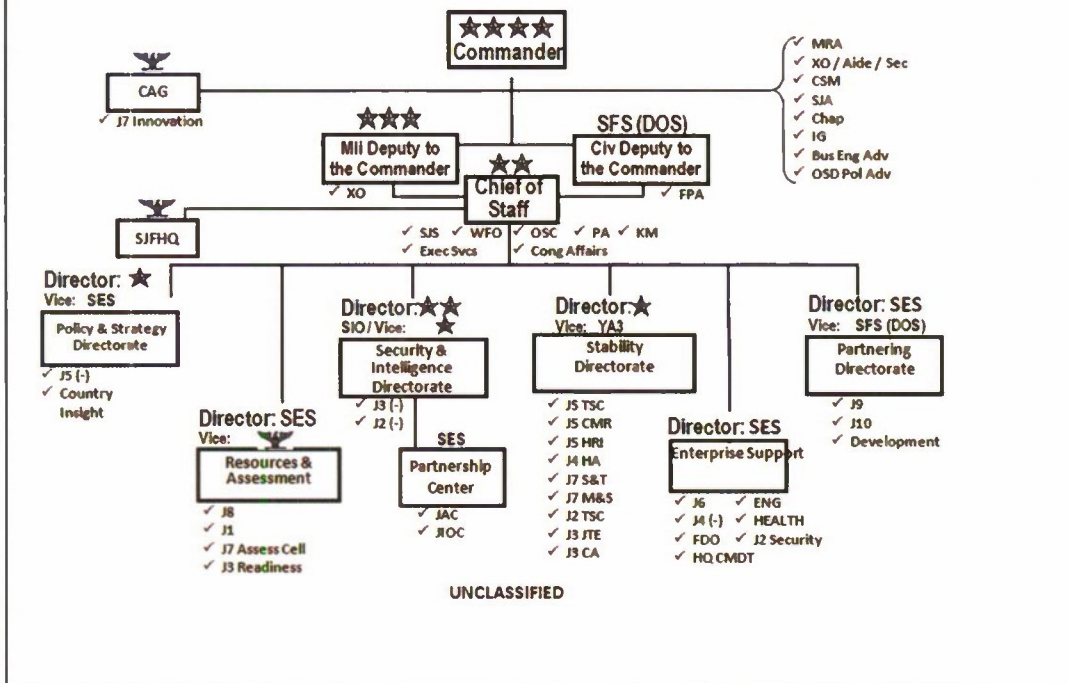 Commander
CAG
✓ J7 Innovation
✓ MRA
✓ XO / Aide / Sec
✓ CSM
✓ SJA
✓ Chap
✓ IG
✓ Bus Eng Adv
✓ OSD Pol Adv
Mil Deputy to
the Commander
✓ XO
SFS (DOS)
Civ Deputy to
the Commander
✓ FPA
Chief of
Staff
SJFHQ
✓ SJS ✓ WFO ✓ OSC ✓ PA ✓ KM
✓ Exec Svcs ✓ Cong Affairs
Director:
Vice: SES
Policy & Strategy
Directorate
✓ J5 (-)
✓ Country
Insight
Director: SES
Vice:
Resources &
Assessment
✓ J8
✓ J1
✓ J7 Assess Cell
✓ J3 Readiness
Director:
SIO / Vice:
Security &
Intelligence
Directorate
✓ J3 (-)
✓ J2 (-)
SES
Partnership
Center
✓ JAC
✓ JIOC
Director:
Vice: YA3
Stability
Directorate
✓ J5 TSC
✓ J5 CMR
✓ J5 HRI
✓ J4 HA
✓ J7 S&T
✓ J7 M&S
✓ J2 TSC
✓ J3 JTE
✓ J3 CA
Director: SES
Enterprise Support
✓ J6 ✓ ENG
✓ J4 (-) ✓ HEALTH
✓ FDO ✓ J2 Security
✓ HQ CMDT
Director: SES
Vice: SFS (DOS)
Partnering
Directorate
✓ J9
✓ J10
✓ Development
UNCLASSIFIED